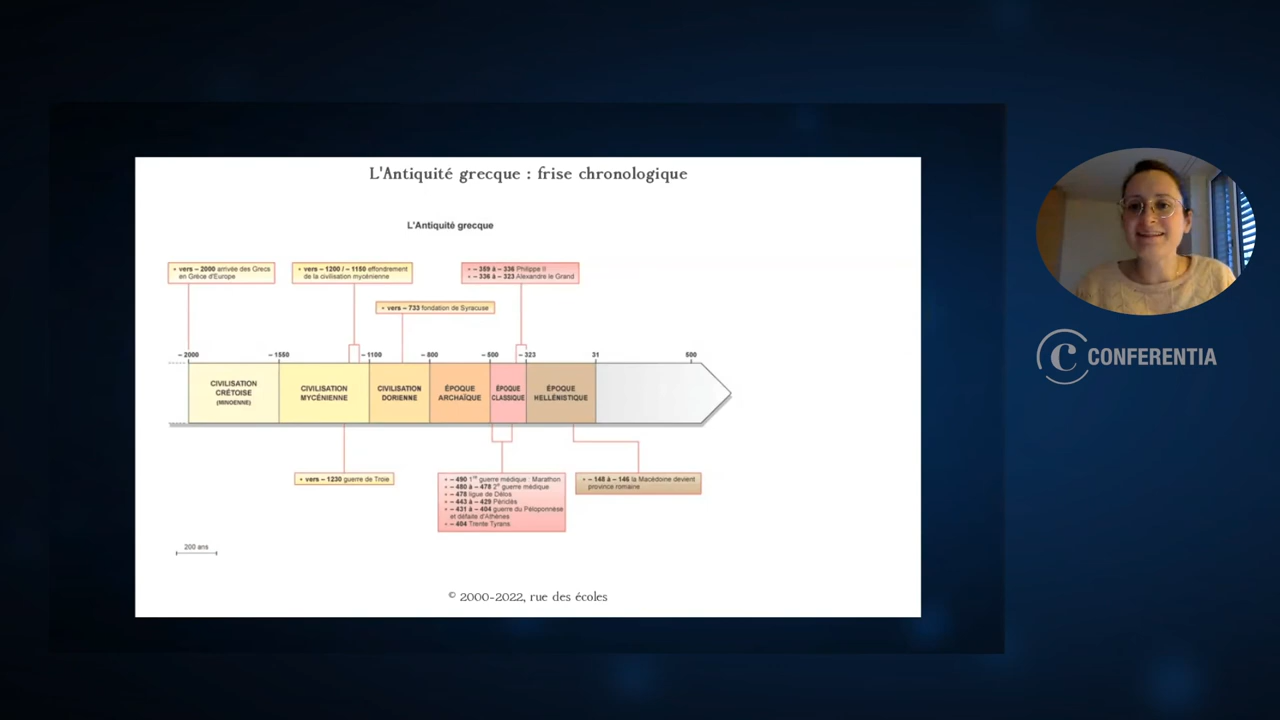 L'Antiquité grecque : frise chronologique
L'Antiquité grecque
• vers – 2000 arrivée des Grecs
en Grèce d'Europe
• vers – 1200 / – 1150 effondrement
de la civilisation mycénienne
• – 359 à – 336 Philippe II
• – 336 à – 323 Alexandre le Grand
• vers – 733 fondation de Syracuse
– 2000
– 1550
– 1100
– 800
– 500
– 323
31
500
CIVILISATION
CRÉTOISE
(MINOENNE)
CIVILISATION
MYCÉNIENNE
CIVILISATION
DORIENNE
ÉPOQUE
ARCHAÏQUE
ÉPOQUE
CLASSIQUE
ÉPOQUE
HELLÉNISTIQUE
• vers – 1230 guerre de Troie
• – 490 1re guerre médique : Marathon
• – 480 à – 478 2e guerre médique
• – 478 ligue de Délos
• – 443 à – 429 Périclès
• – 431 à – 404 guerre du Péloponnèse
et défaite d'Athènes
• – 404 Trente Tyrans
• – 148 à – 146 la Macédoine devient
province romaine
200 ans
© 2000-2022, rue des écoles
CONFERENTIA